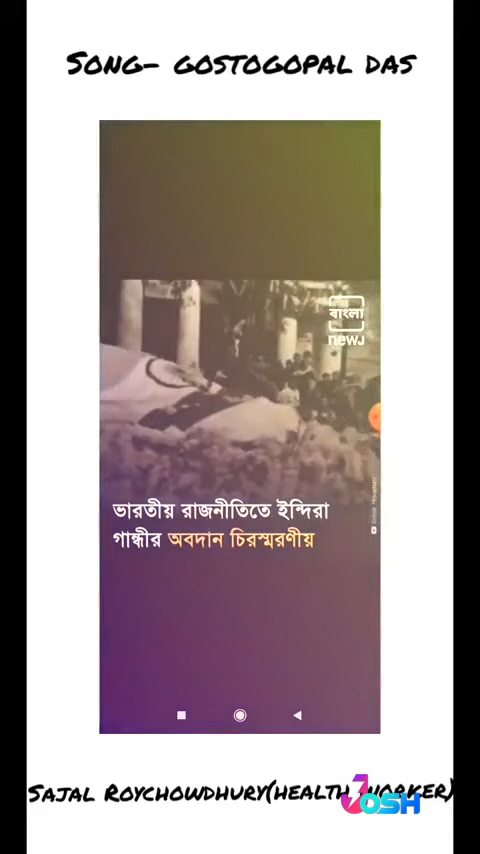 SONG- GOSTOGOPAL DAS
বাংলা
newJ
ভারতীয় রাজনীতিতে ইন্দিরা
গান্ধীর অবদান চিরস্মরণীয়
SAJAL ROYCHOWDHURY(HEALTH WORKER)
JOSH